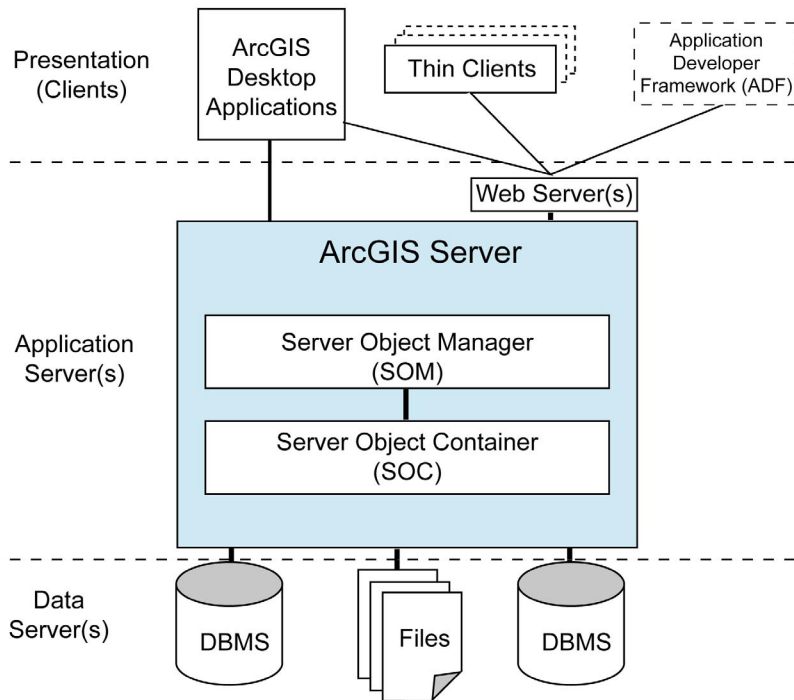 Presentation
(Clients)
ArcGIS
Desktop
Applications
Thin Clients
Application
Developer
Framework (ADF)
Web Server(s)
Application
Server(s)
ArcGIS Server
Server Object Manager
(SOM)
Server Object Container
(SOC)
Data
Server(s)
DBMS
Files
DBMS